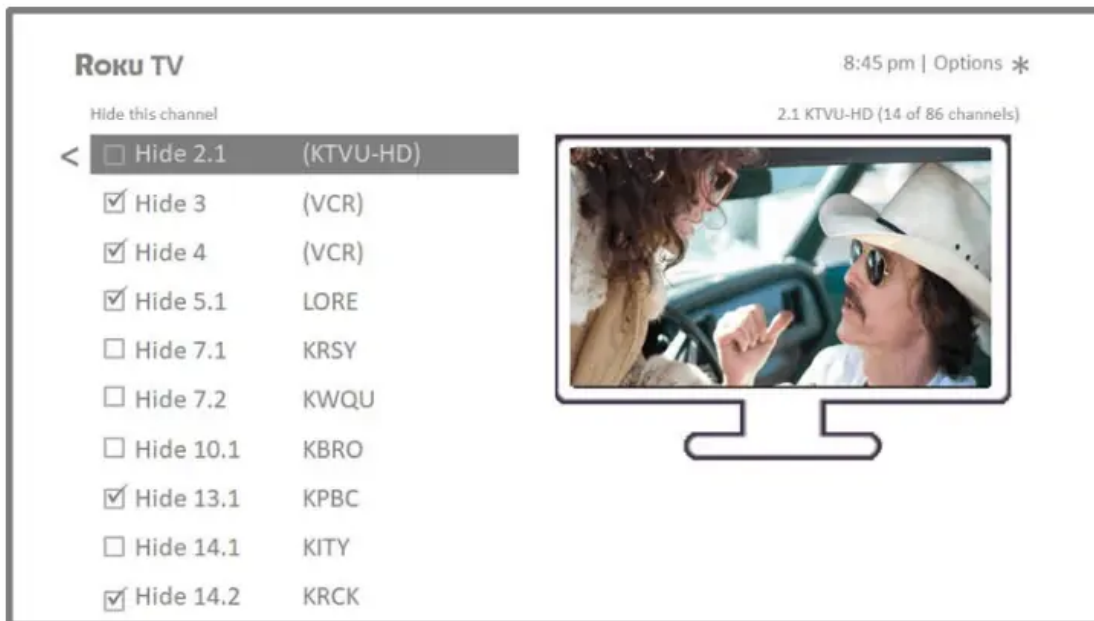 ROKU TV
8:45 pm | Options *
Hide this channel
2.1 KTVU-HD (14 of 86 channels)
< Hide 2.1 (KTVU-HD)
Hide 3 (VCR)
Hide 4 (VCR)
Hide 5.1 LORE
Hide 7.1 KRSY
Hide 7.2 KWQU
Hide 10.1 KBRO
Hide 13.1 KPBC
Hide 14.1 KITY
Hide 14.2 KRCK